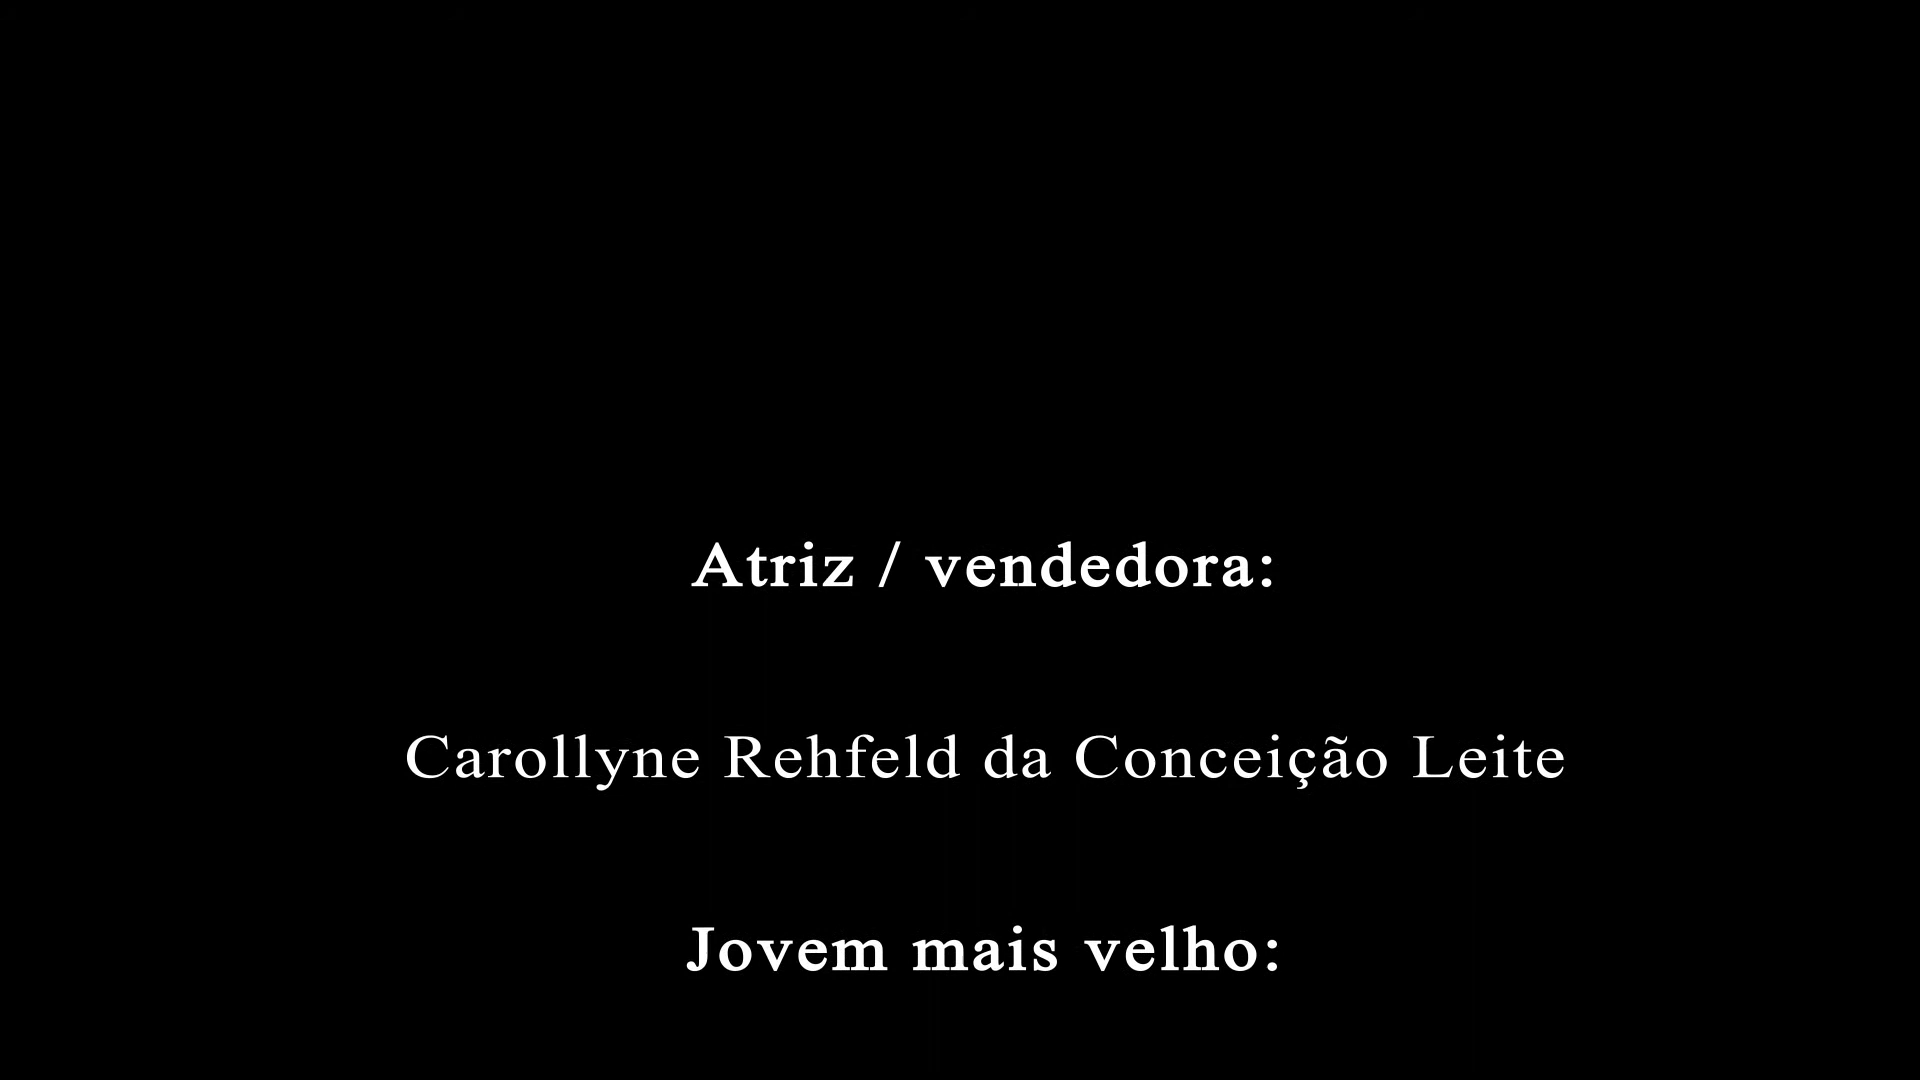 Atriz / vendedora:
Carollyne Rehfeld da Conceição Leite
Jovem mais velho: